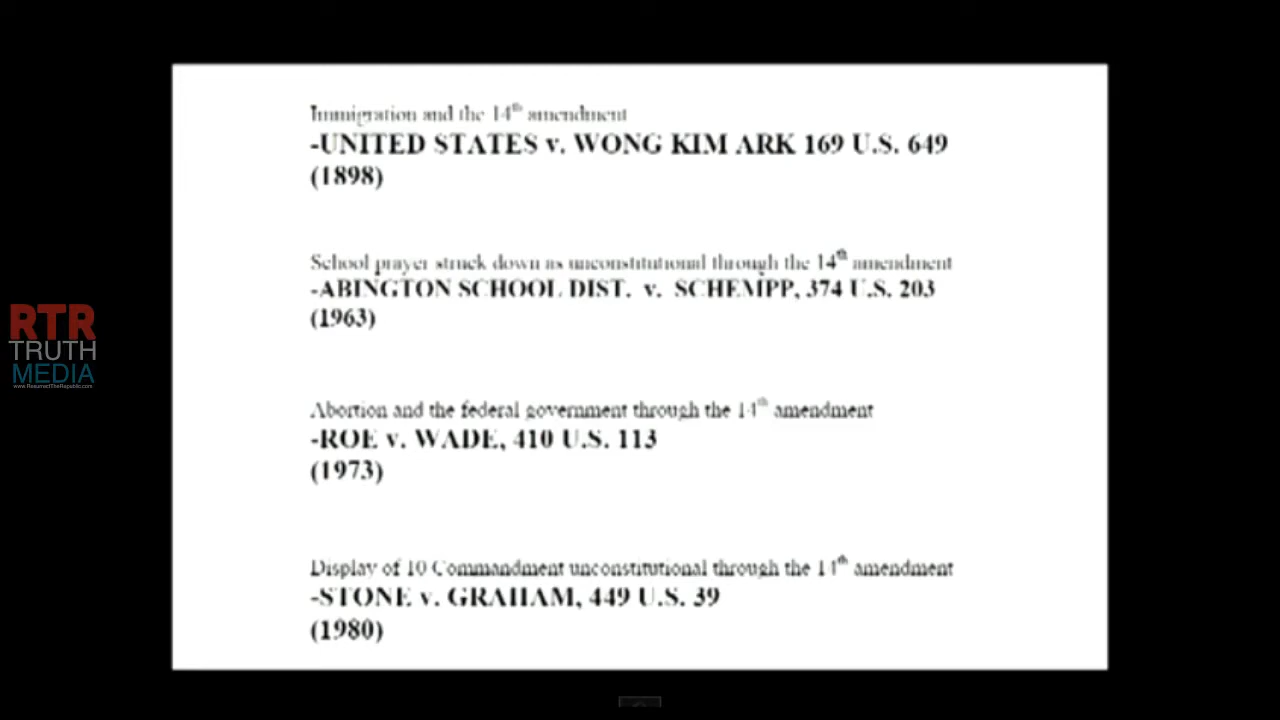 Immigration and the 14th amendment
-UNITED STATES v. WONG KIM ARK 169 U.S. 649
(1898)
School prayer struck down as unconstitutional through the 14th amendment
-ABINGTON SCHOOL DIST. v. SCHEMPP, 374 U.S. 203
(1963)
RTR
TRUTH
MEDIA
www.ResurrectTheRepublic.com
Abortion and the federal government through the 14th amendment
-ROE v. WADE, 410 U.S. 113
(1973)
Display of 10 Commandment unconstitutional through the 14th amendment
-STONE v. GRAHAM, 449 U.S. 39
(1980)